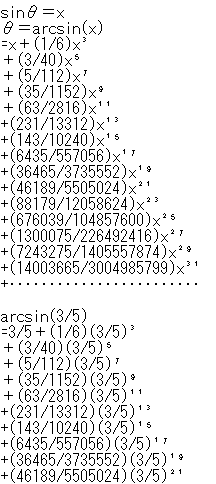 sinθ=x
θ=arcsin(x)
=x+(1/6)x³
+(3/40)x⁵
+(5/112)x⁷
+(35/1152)x⁹
+(63/2816)x¹¹
+(231/13312)x¹³
+(143/10240)x¹⁵
+(6435/557056)x¹⁷
+(36465/3735552)x¹⁹
+(46189/5505024)x²¹
+(88179/12058624)x²³
+(676039/104857600)x²⁵
+(1300075/226492416)x²⁷
+(7243275/1405557874)x²⁹
+(14003665/3004985799)x³¹
+........................
arcsin(3/5)
=3/5+(1/6)(3/5)³
+(3/40)(3/5)⁵
+(5/112)(3/5)⁷
+(35/1152)(3/5)⁹
+(63/2816)(3/5)¹¹
+(231/13312)(3/5)¹³
+(143/10240)(3/5)¹⁵
+(6435/557056)(3/5)¹⁷
+(36465/3735552)(3/5)¹⁹
+(46189/5505024)(3/5)²¹